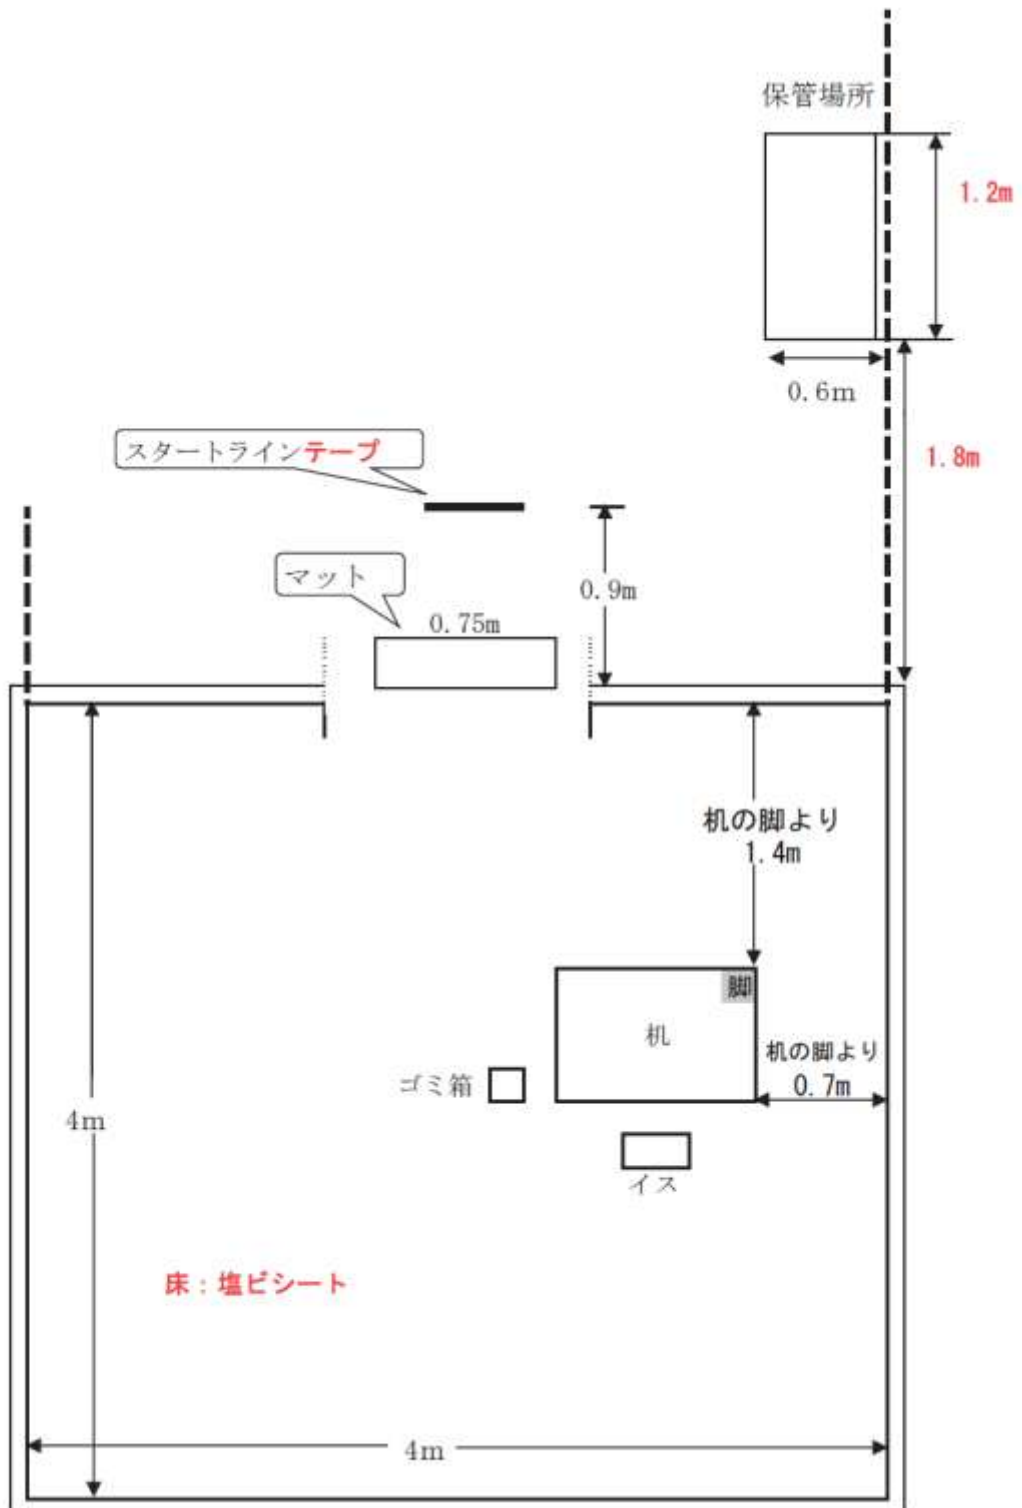 保管場所
1.2m
0.6m
スタートラインテープ
1.8m
マット
0.9m
0.75m
机の脚より
1.4m
脚
机
机の脚より
0.7m
ゴミ箱
4m
イス
床：塩ビシート
4m